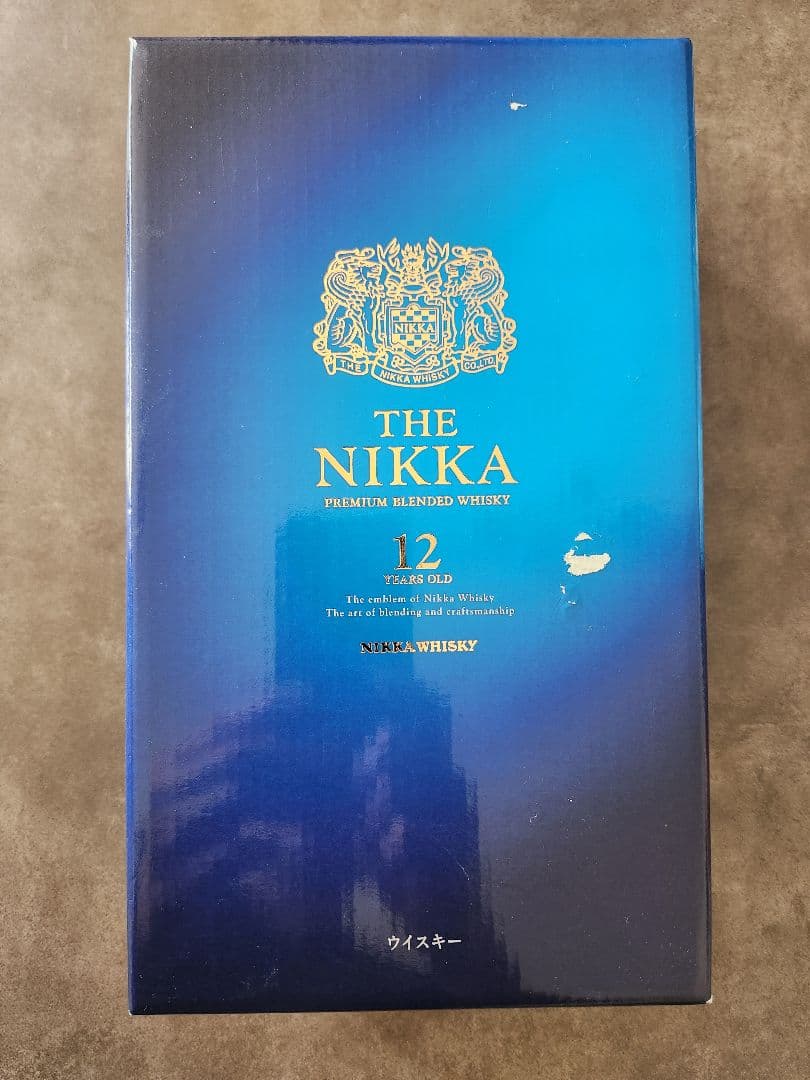 NIKKA
THE NIKKA WHISKY CO.,LTD.
THE
NIKKA
PREMIUM BLENDED WHISKY
12
YEARS OLD
The emblem of Nikka Whisky
The art of blending and craftsmanship
NIKKA WHISKY
ウイスキー